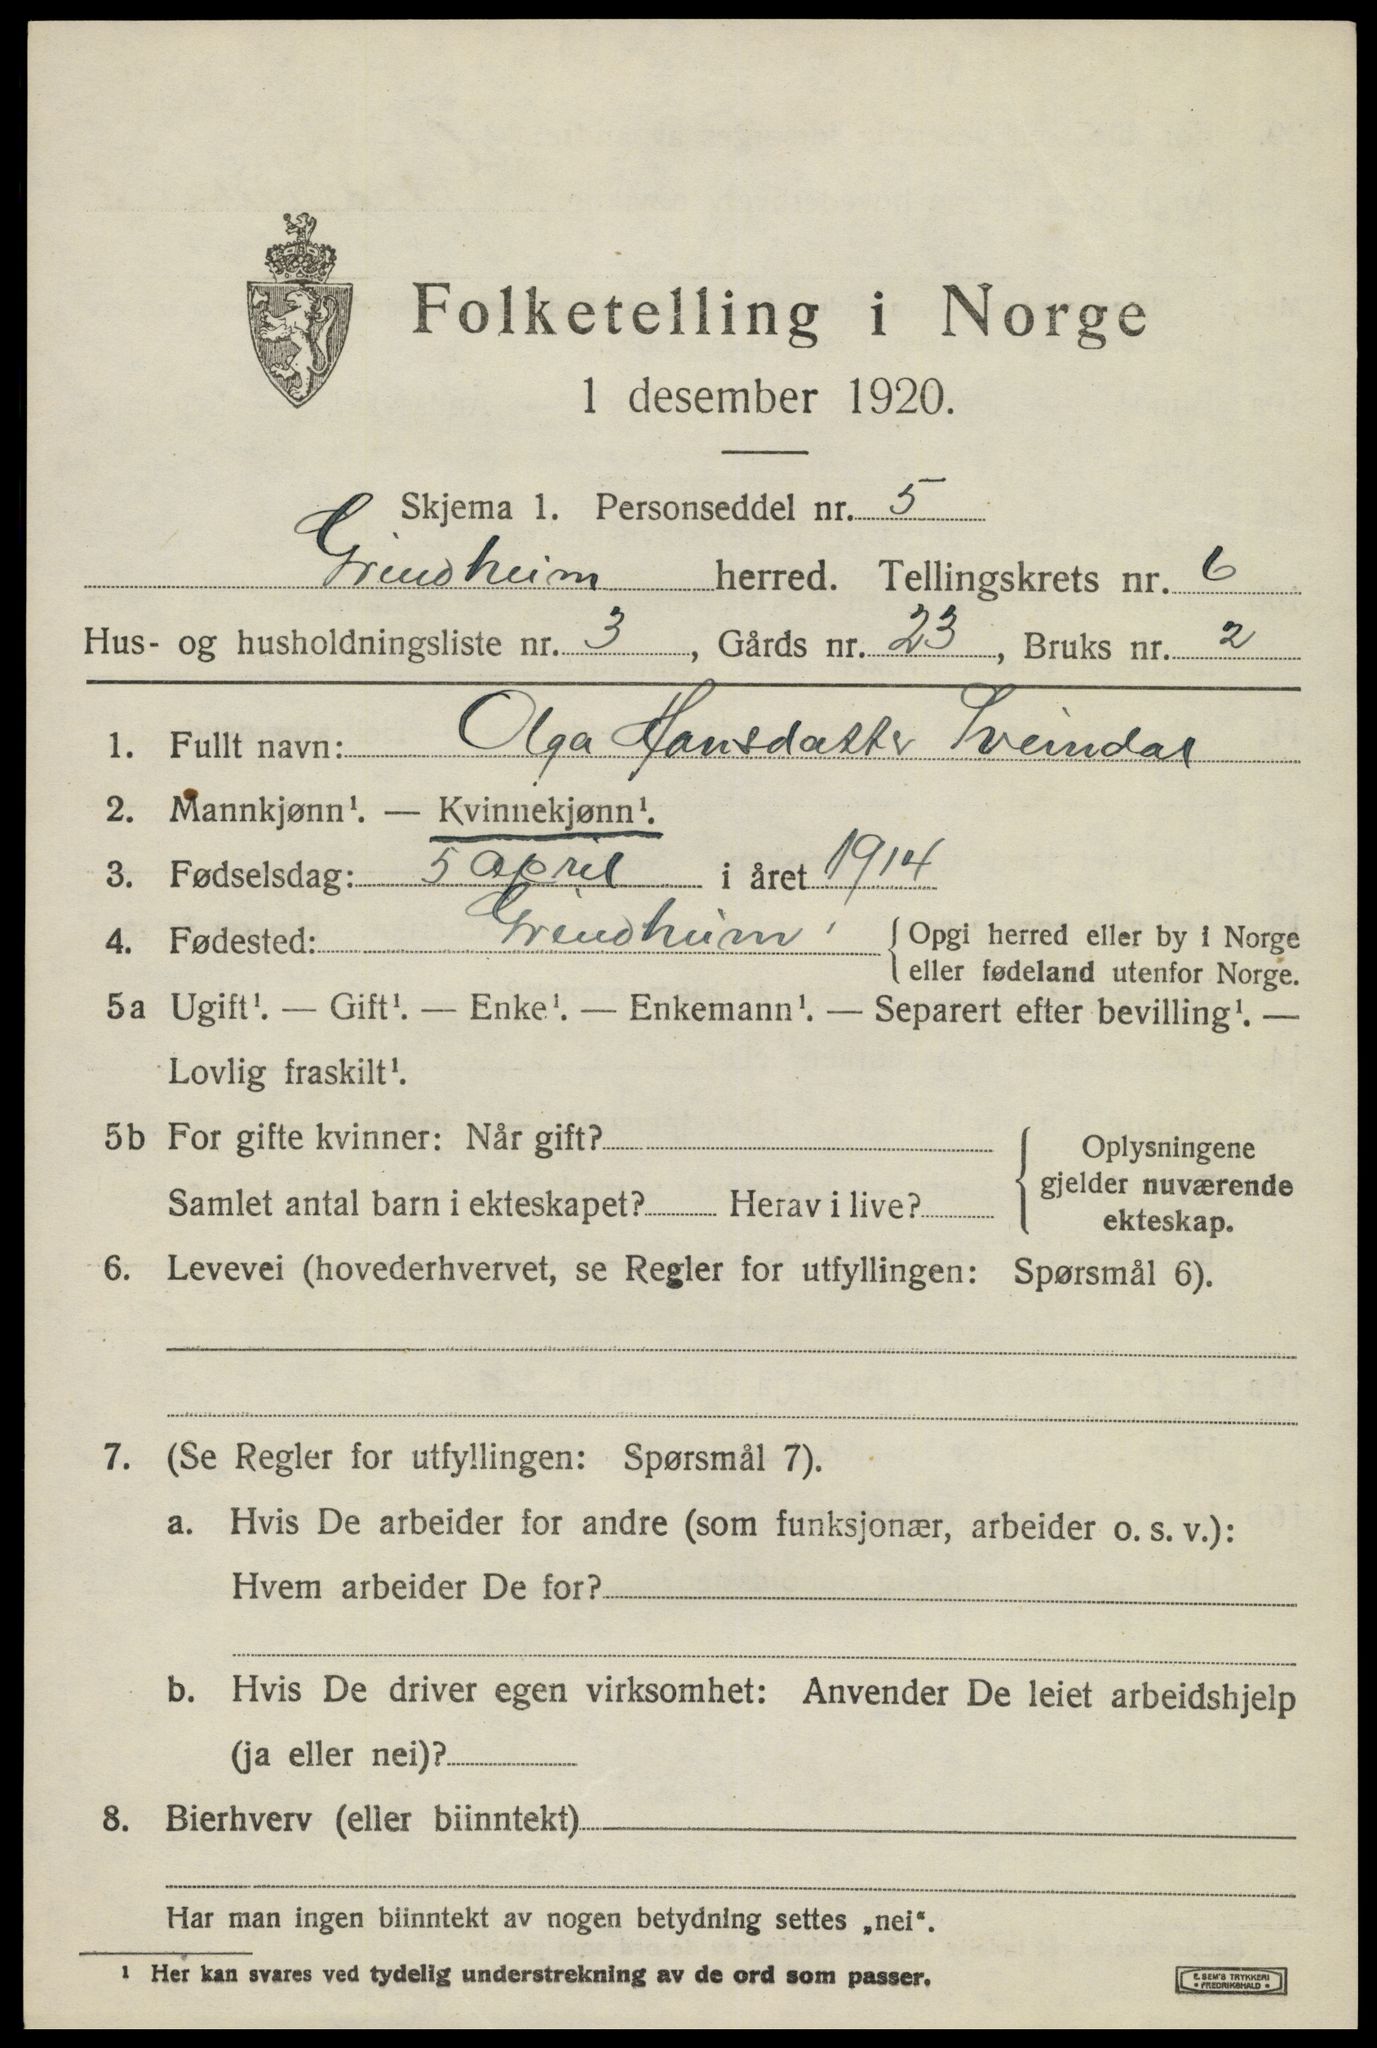 Folketelling i Norge
1 desember 1920.
Skjema 1. Personseddel nr. 5
Grindheim herred. Tellingskrets nr. 6
Hus- og husholdningsliste nr. 3, Gårds nr. 23, Bruks nr. 2
1. Fullt navn: Olga Hansdatter Sveindal
2. Mannkjønn¹. — Kvinnekjønn¹.
3. Fødselsdag: 5 april i året 1914
4. Fødested: Grindheim { Opgi herred eller by i Norge
eller fødeland utenfor Norge.
5a Ugift¹. — Gift¹. — Enke¹. — Enkemann¹. — Separert efter bevilling¹. —
Lovlig fraskilt¹.
5b For gifte kvinner: Når gift?
Samlet antal barn i ekteskapet? Herav i live?
{ Oplysningene
gjelder nuværende
ekteskap.
6. Levevei (hovederhvervet, se Regler for utfyllingen: Spørsmål 6).
7. (Se Regler for utfyllingen: Spørsmål 7).
a. Hvis De arbeider for andre (som funksjonær, arbeider o. s. v.):
Hvem arbeider De for?
b. Hvis De driver egen virksomhet: Anvender De leiet arbeidshjelp
(ja eller nei)?
8. Bierhverv (eller biinntekt)
Har man ingen biinntekt av nogen betydning settes „nei“.
¹ Her kan svares ved tydelig understrekning av de ord som passer.
E. SEM'S TRYKKERI
• FREDRIKSHALD •